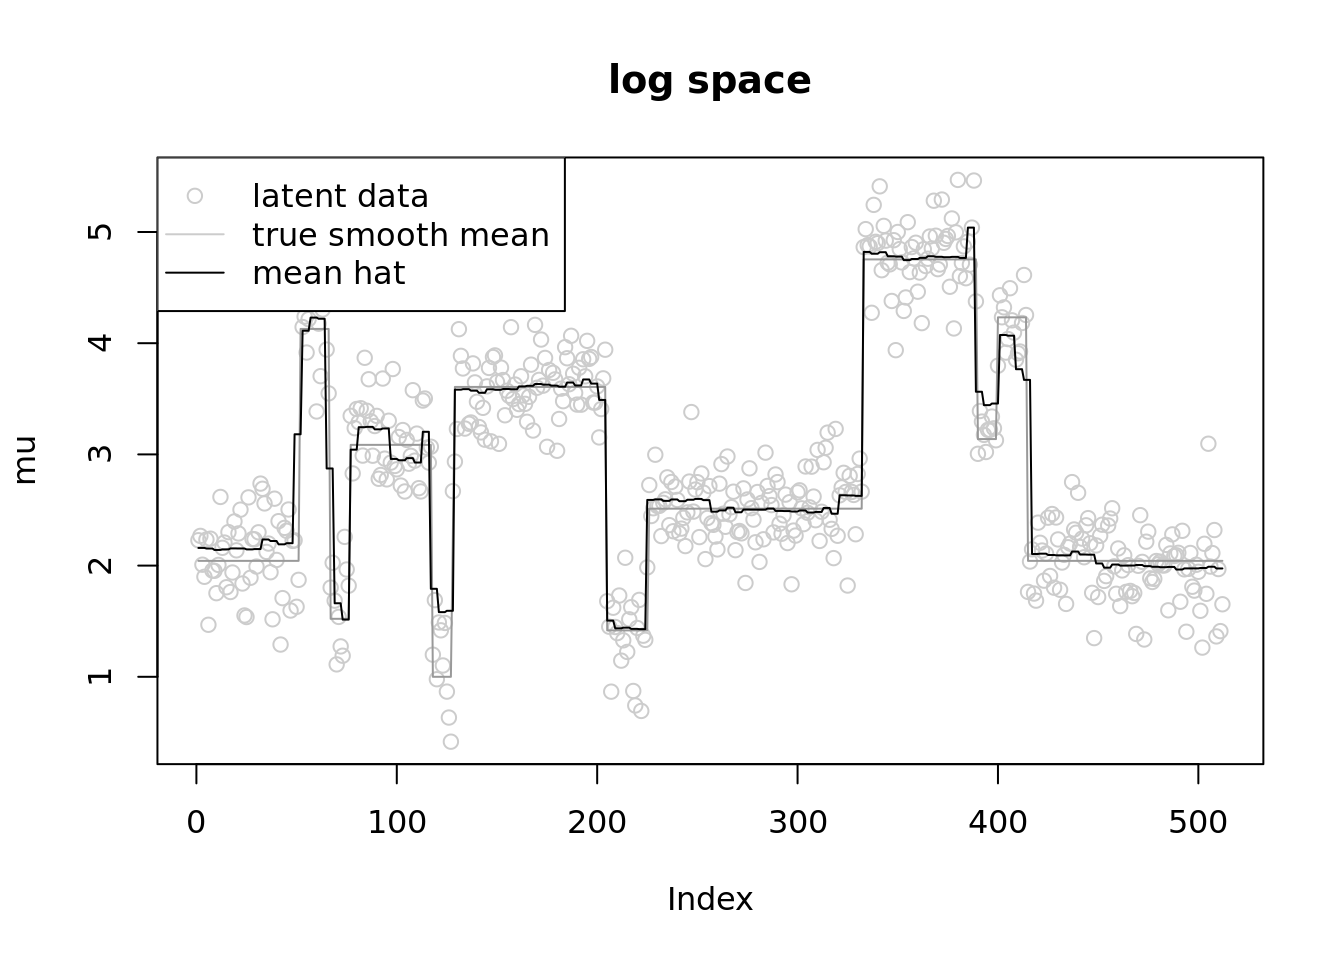 log space
latent data
true smooth mean
mean hat
mu
5
4
3
2
1
0 100 200 300 400 500
Index